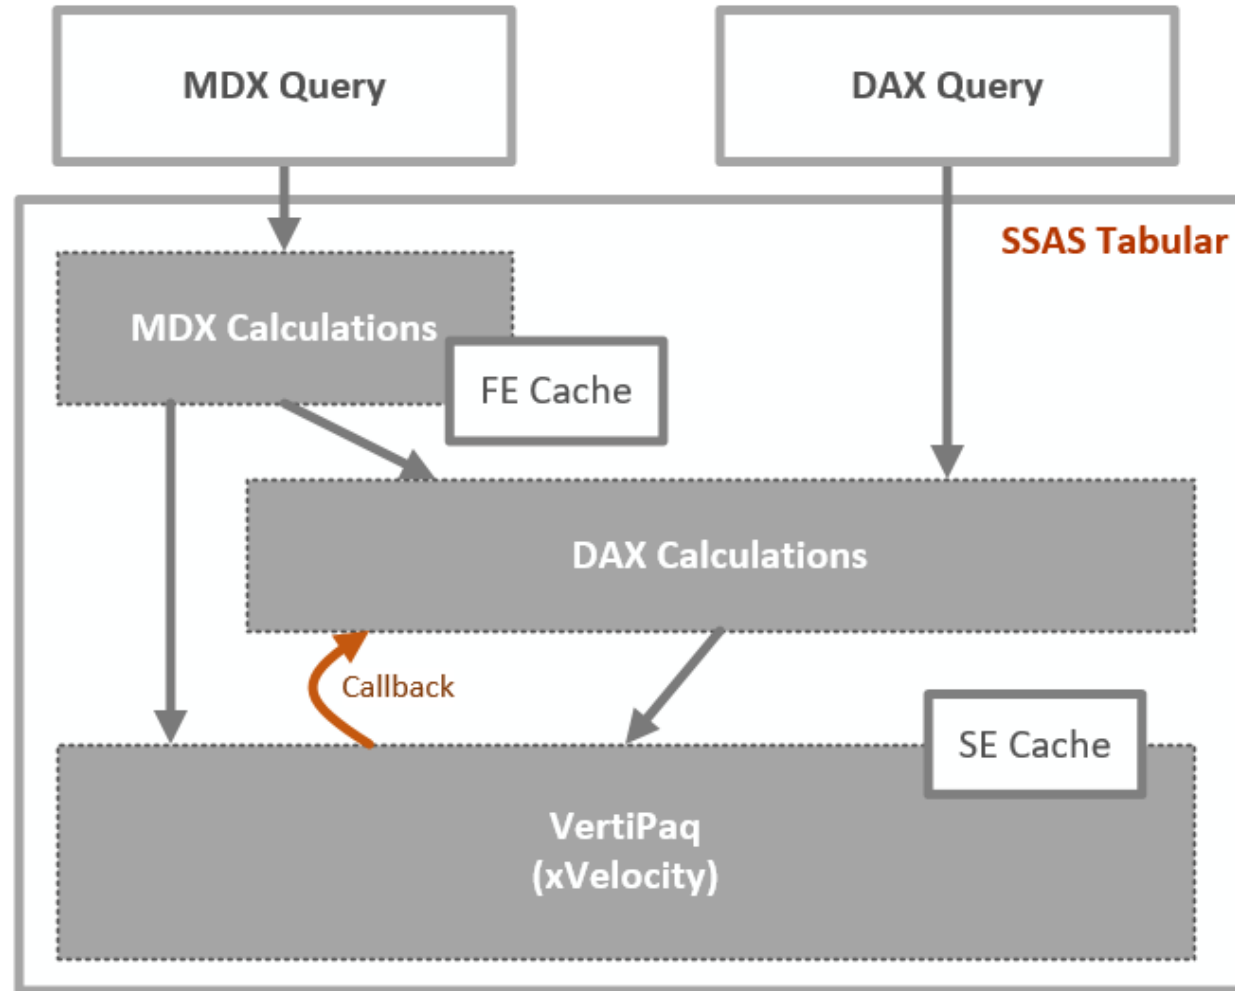 MDX Query
DAX Query
SSAS Tabular
MDX Calculations
FE Cache
DAX Calculations
Callback
SE Cache
VertiPaq
(xVelocity)